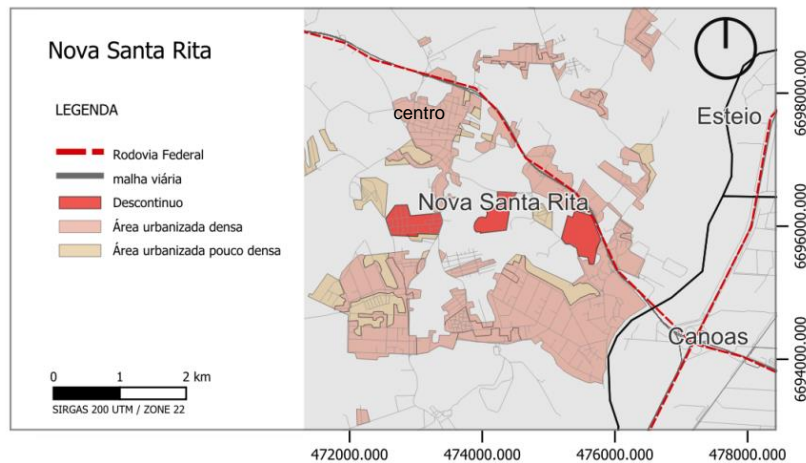 Nova Santa Rita
LEGENDA
Rodovia Federal
malha viária
Descontinuo
Área urbanizada densa
Área urbanizada pouco densa
0 1 2 km
SIRGAS 200 UTM / ZONE 22
centro
Esteio
Nova Santa Rita
Canoas
6698000.000
6696000.000
6694000.000
472000.000 474000.000 476000.000 478000.000